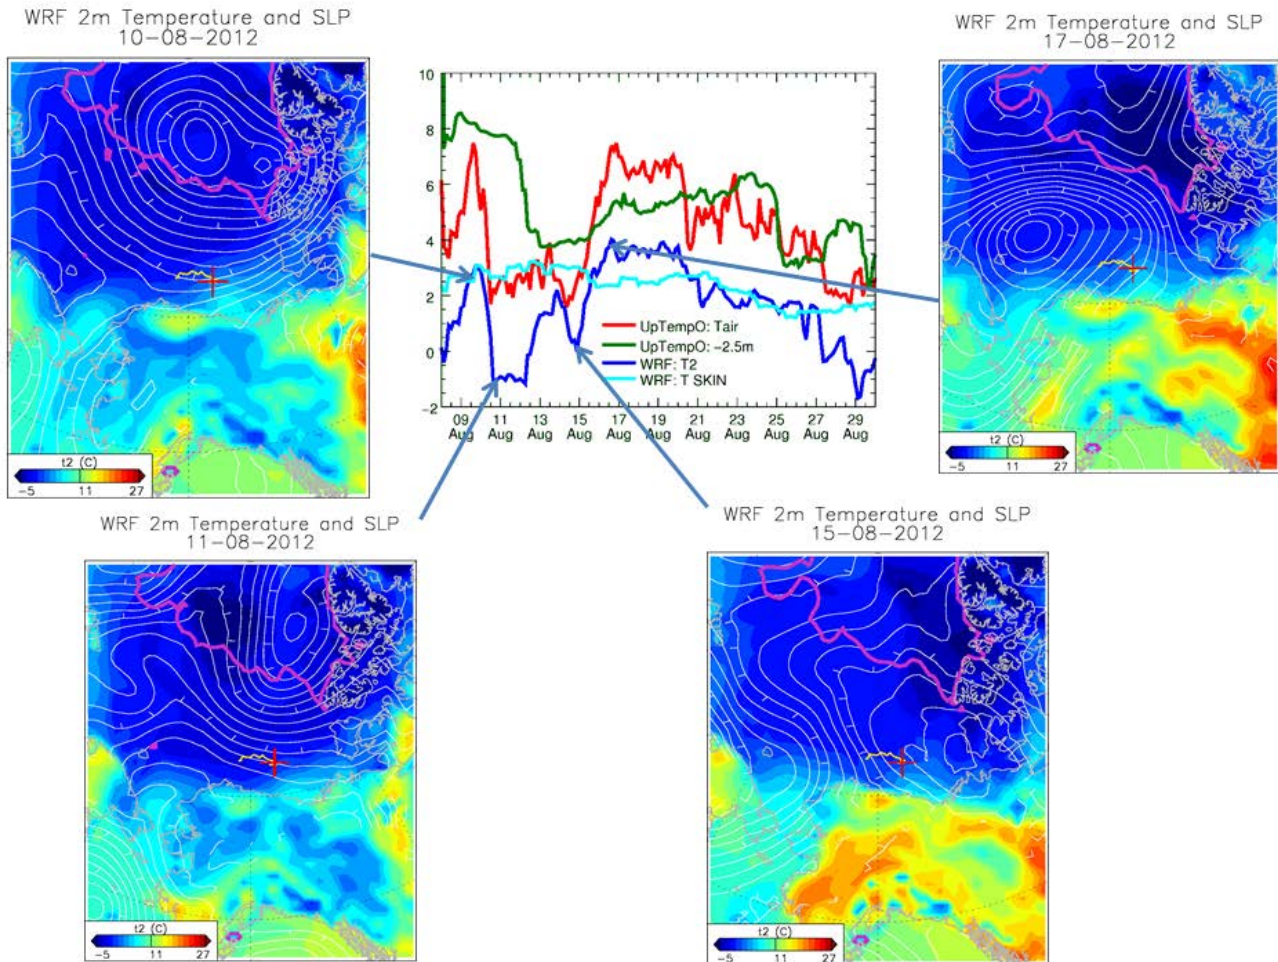 WRF 2m Temperature and SLP
10-08-2012
t2 (C)
-5 11 27
10
8
6
4
2
0
-2
UpTempO: Tair
UpTempO: -2.5m
WRF: T2
WRF: T SKIN
09 11 13 15 17 19 21 23 25 27 29
Aug Aug Aug Aug Aug Aug Aug Aug Aug Aug Aug
WRF 2m Temperature and SLP
17-08-2012
t2 (C)
-5 11 27
WRF 2m Temperature and SLP
11-08-2012
t2 (C)
-5 11 27
WRF 2m Temperature and SLP
15-08-2012
t2 (C)
-5 11 27